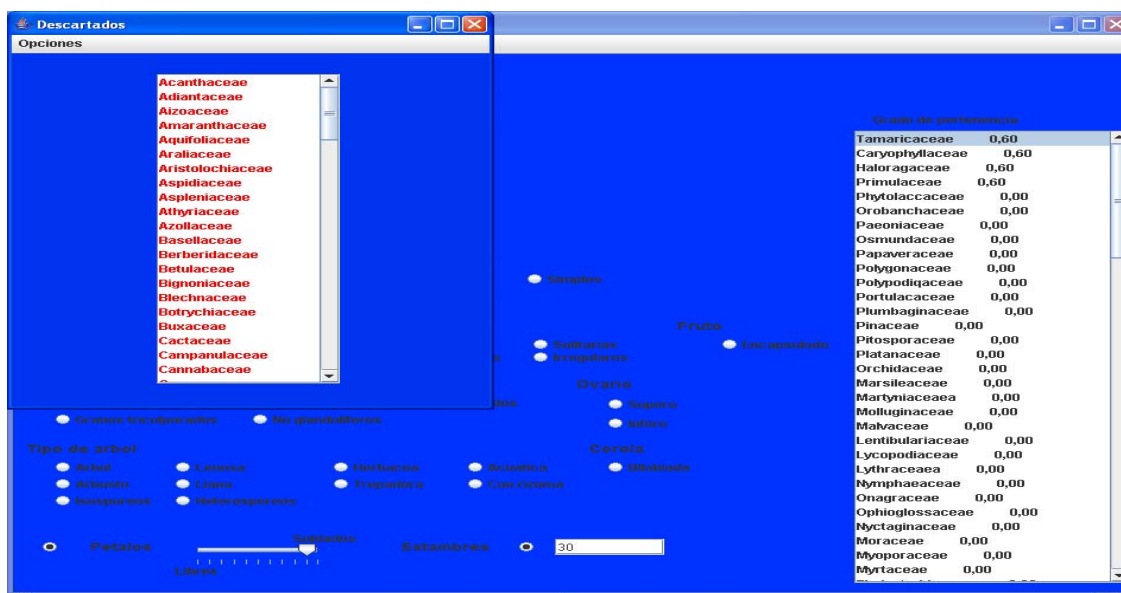 Descartados
Opciones
Acanthaceae
Adiantaceae
Aizoaceae
Amaranthaceae
Aquifoliaceae
Araliaceae
Aristolochiaceae
Aspidiaceae
Aspleniaceae
Athyriaceae
Azollaceae
Basellaceae
Berberidaceae
Betulaceae
Bignoniaceae
Blechnaceae
Botrychiaceae
Buxaceae
Cactaceae
Campanulaceae
Cannabaceae
Grado de pertenencia
Tamaricaceae 0,60
Caryophyllaceae 0,60
Haloragaceae 0,60
Primulaceae 0,60
Phytolaccaceae 0,00
Orobanchaceae 0,00
Paeoniaceae 0,00
Osmundaceae 0,00
Papaveraceae 0,00
Polygonaceae 0,00
Polypodiqaceae 0,00
Portulacaceae 0,00
Plumbaginaceae 0,00
Pinaceae 0,00
Pitosporaceae 0,00
Platanaceae 0,00
Orchidaceae 0,00
Marsileaceae 0,00
Martyniaceaea 0,00
Molluginaceae 0,00
Malvaceae 0,00
Lentibulariaceae 0,00
Lycopodiaceae 0,00
Lythraceaea 0,00
Nymphaeaceae 0,00
Onagraceae 0,00
Ophioglossaceae 0,00
Nyctaginaceae 0,00
Moraceae 0,00
Myoporaceae 0,00
Myrtaceae 0,00
Simples
Fruto
Solitarias Encapsulado
Irregulares
Ovario
Supero
Infero
No glandulíferos
Tipo de arbol
Corola
Arbol Leñosa Herbacea Acuatica Bilabiada
Arbusto Liana Trepadora Con rizoma
Isosporeos Heterosporeos
Petalos
Soldados
Libres
Estambres 30